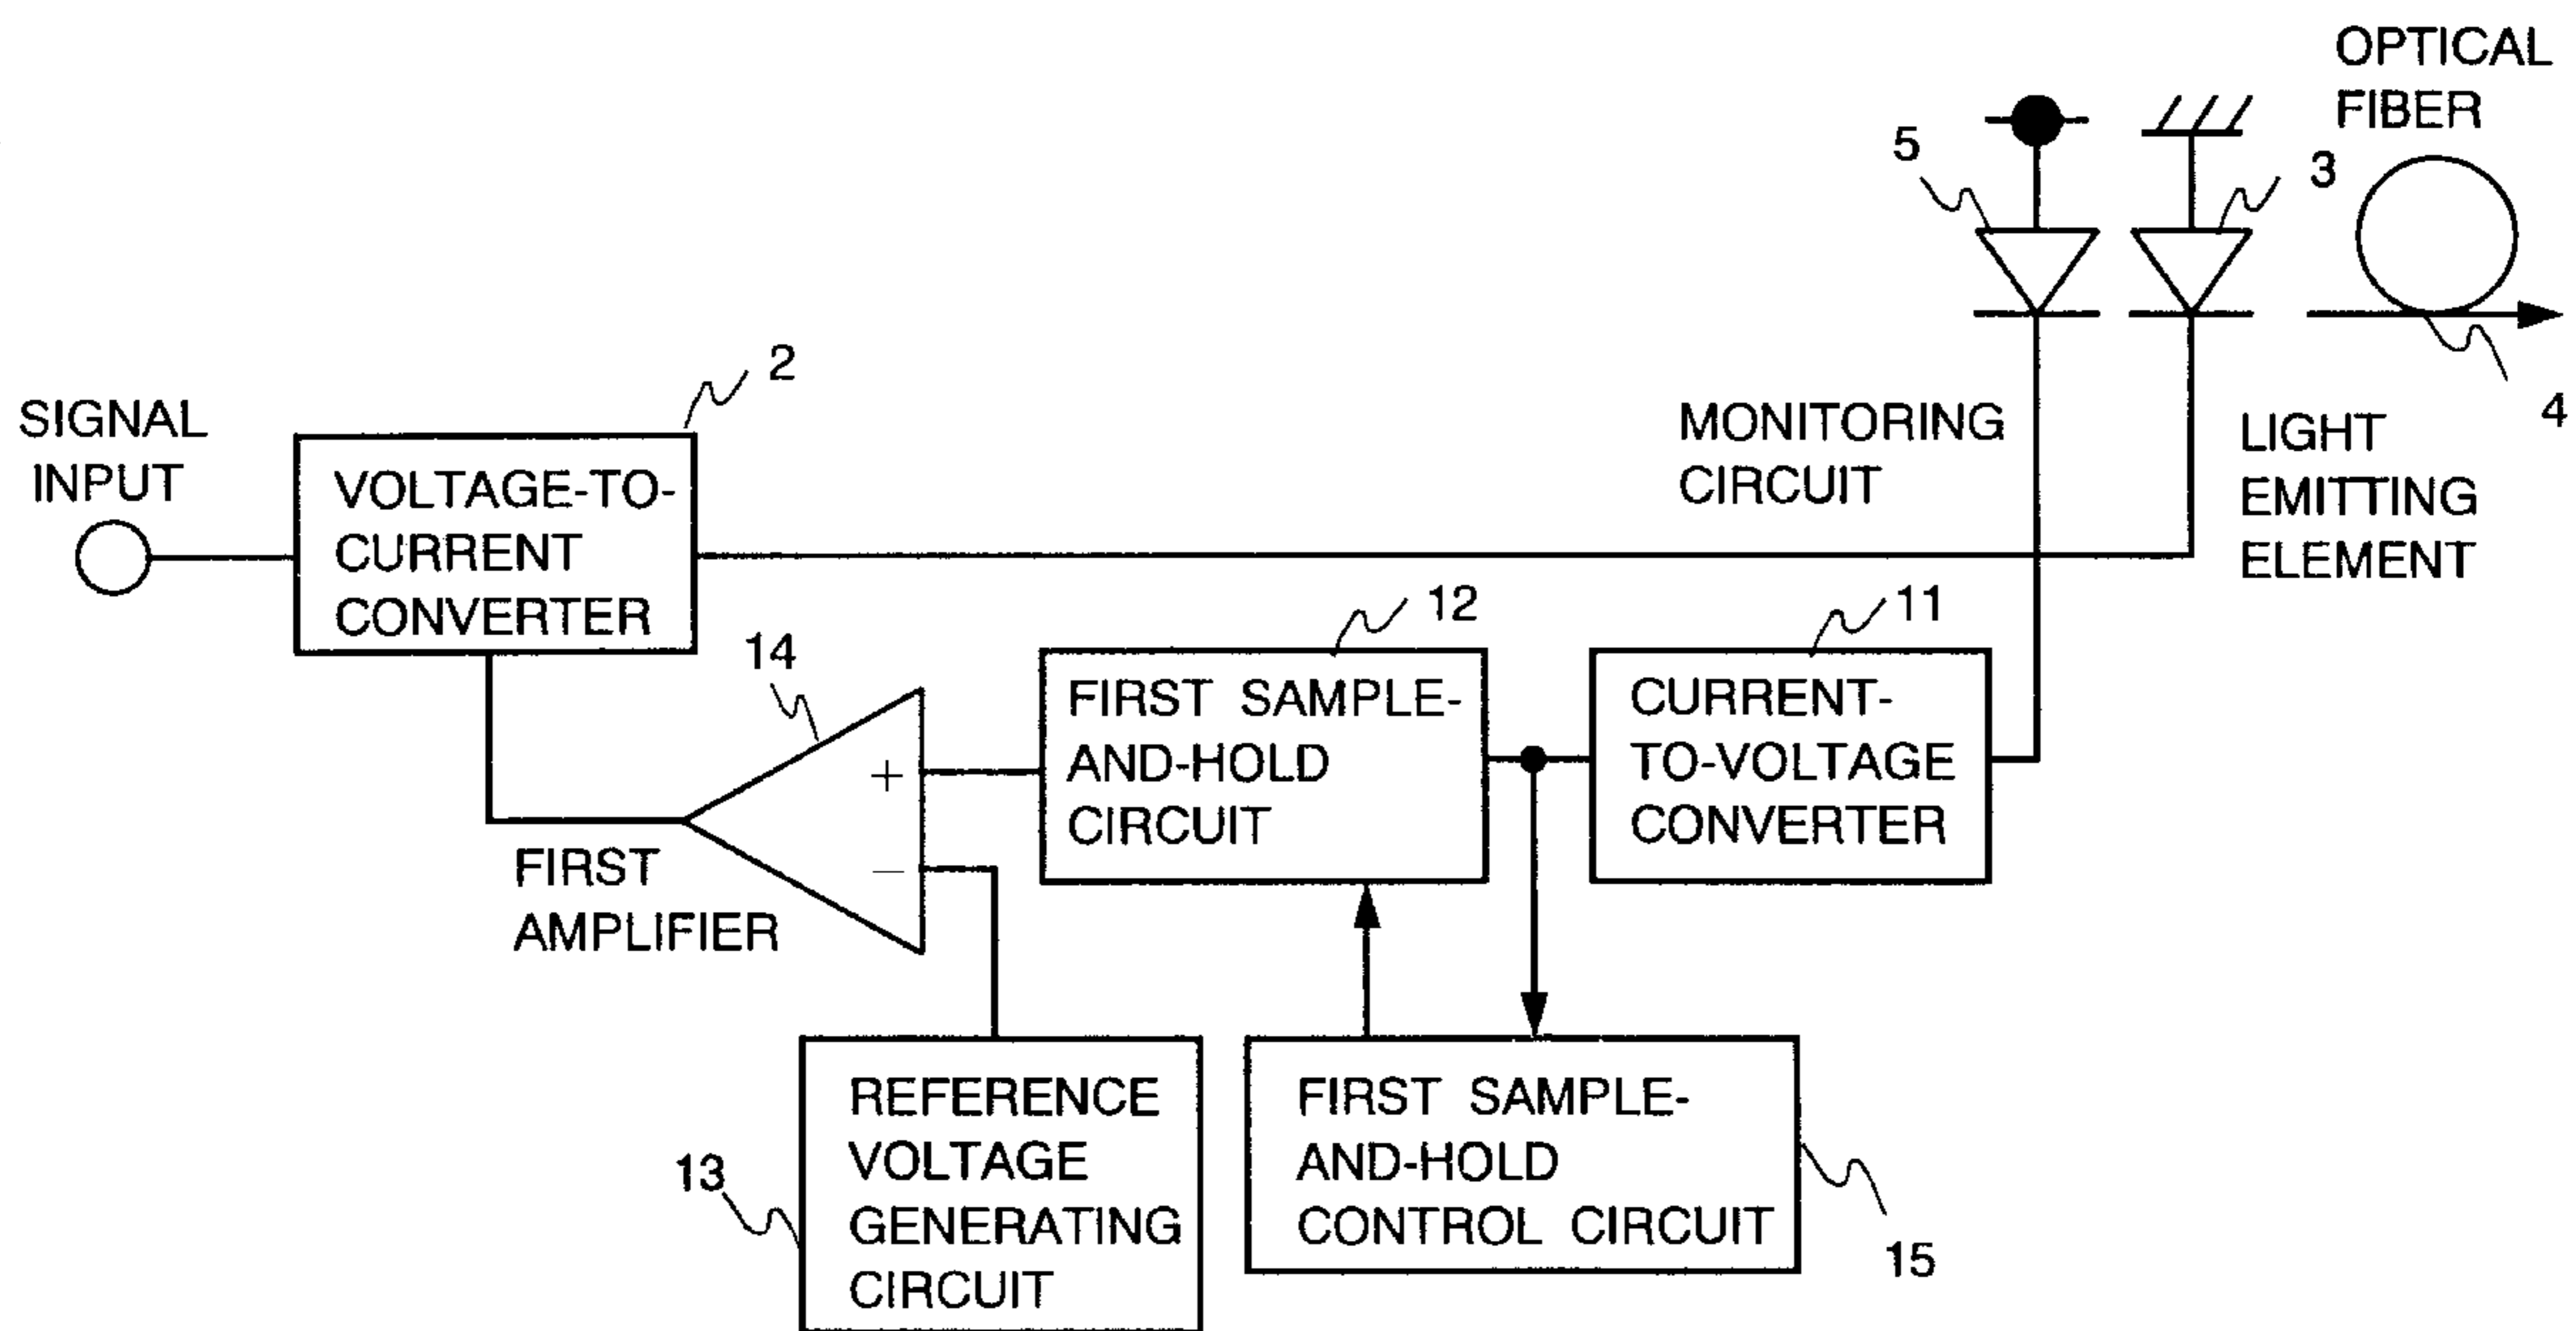 OPTICAL
FIBER
5
3
4
2
SIGNAL
INPUT
VOLTAGE-TO-
CURRENT
CONVERTER
MONITORING
CIRCUIT
LIGHT
EMITTING
ELEMENT
14
12
11
+
−
FIRST
AMPLIFIER
FIRST SAMPLE-
AND-HOLD
CIRCUIT
CURRENT-
TO-VOLTAGE
CONVERTER
13
REFERENCE
VOLTAGE
GENERATING
CIRCUIT
FIRST SAMPLE-
AND-HOLD
CONTROL CIRCUIT
15